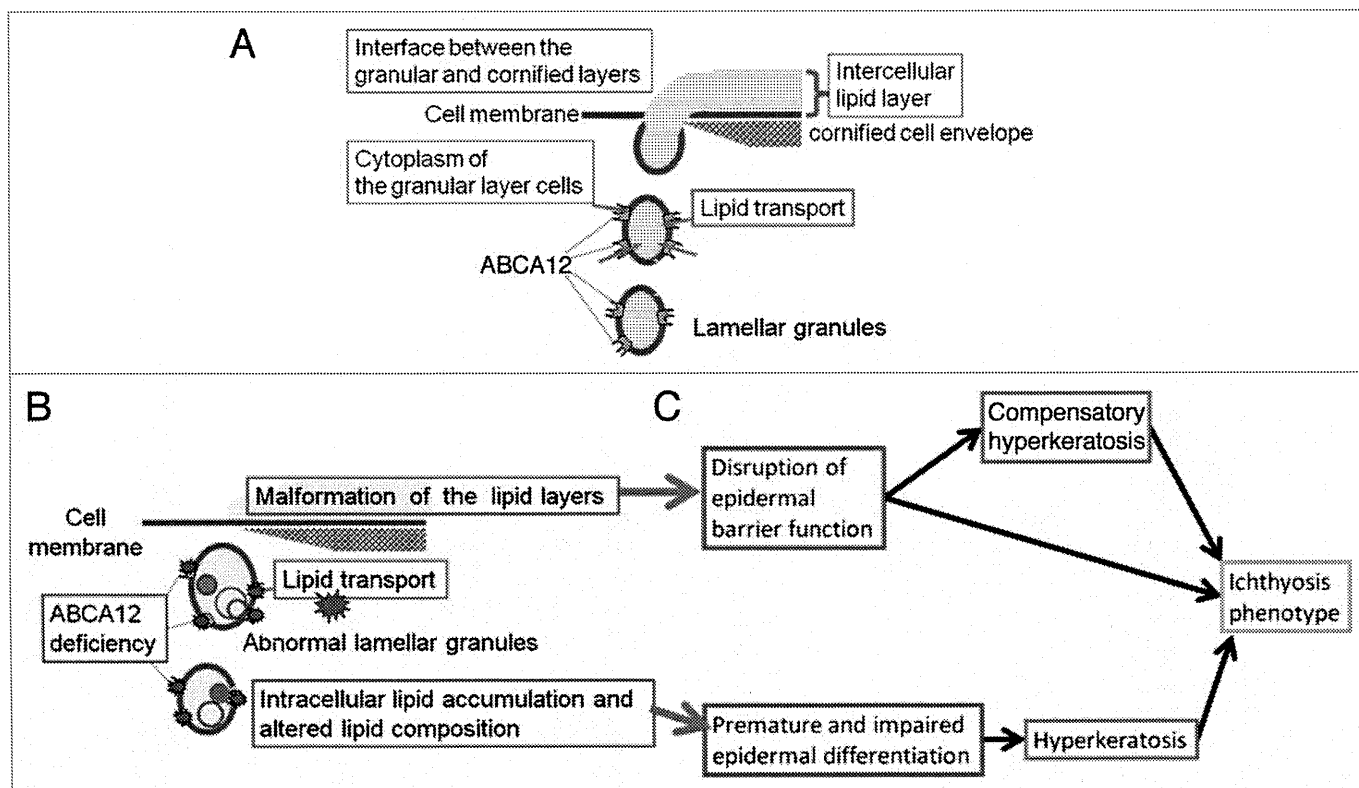 A
Interface between the
granular and cornified layers
Intercellular
lipid layer
Cell membrane
cornified cell envelope
Cytoplasm of
the granular layer cells
Lipid transport
ABCA12
Lamellar granules
B
Malformation of the lipid layers
Cell
membrane
Lipid transport
ABCA12
deficiency
Abnormal lamellar granules
Intracellular lipid accumulation and
altered lipid composition
C
Compensatory
hyperkeratosis
Disruption of
epidermal
barrier function
Ichthyosis
phenotype
Premature and impaired
epidermal differentiation
Hyperkeratosis